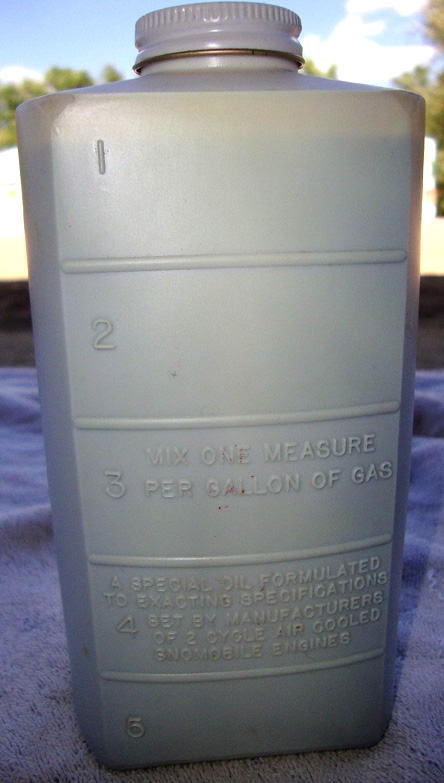 1
2
MIX ONE MEASURE
3 PER GALLON OF GAS
A SPECIAL OIL FORMULATED
TO EXACTING SPECIFICATIONS
4 SET BY MANUFACTURERS
OF 2 CYCLE AIR COOLED
SNOMOBILE ENGINES
5